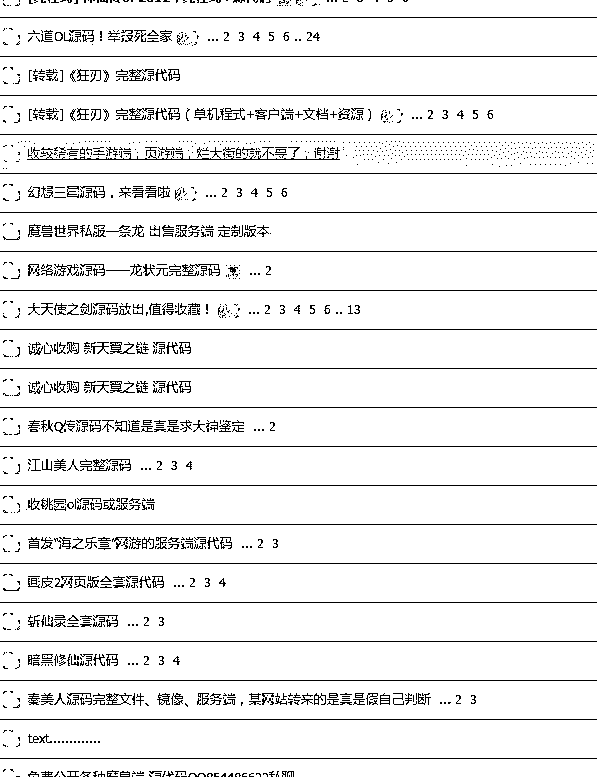 六道OL源码！举报死全家 ... 2 3 4 5 6 .. 24
[转载]《狂刃》完整源代码
[转载]《狂刃》完整源代码（单机程式+客户端+文档+资源） ... 2 3 4 5 6
收较稀有的手游端，页游端，烂大街的就不要了，谢谢
幻想三国源码，来看看啦 ... 2 3 4 5 6
魔兽世界私服一条龙 出售服务端 定制版本
网络游戏源码——龙状元完整源码 ... 2
大天使之剑源码放出,值得收藏！ ... 2 3 4 5 6 .. 13
诚心收购 新天翼之链 源代码
诚心收购 新天翼之链 源代码
春秋Q传源码不知道是真是求大神鉴定 ... 2
江山美人完整源码 ... 2 3 4
收桃园ol源码或服务端
首发“海之乐章”网游的服务端源代码 ... 2 3
画皮2网页版全套源代码 ... 2 3 4
斩仙录全套源码 ... 2 3
暗黑修仙源代码 ... 2 3 4
秦美人源码完整文件、镜像、服务端，某网站转来的是真是假自己判断 ... 2 3
text............